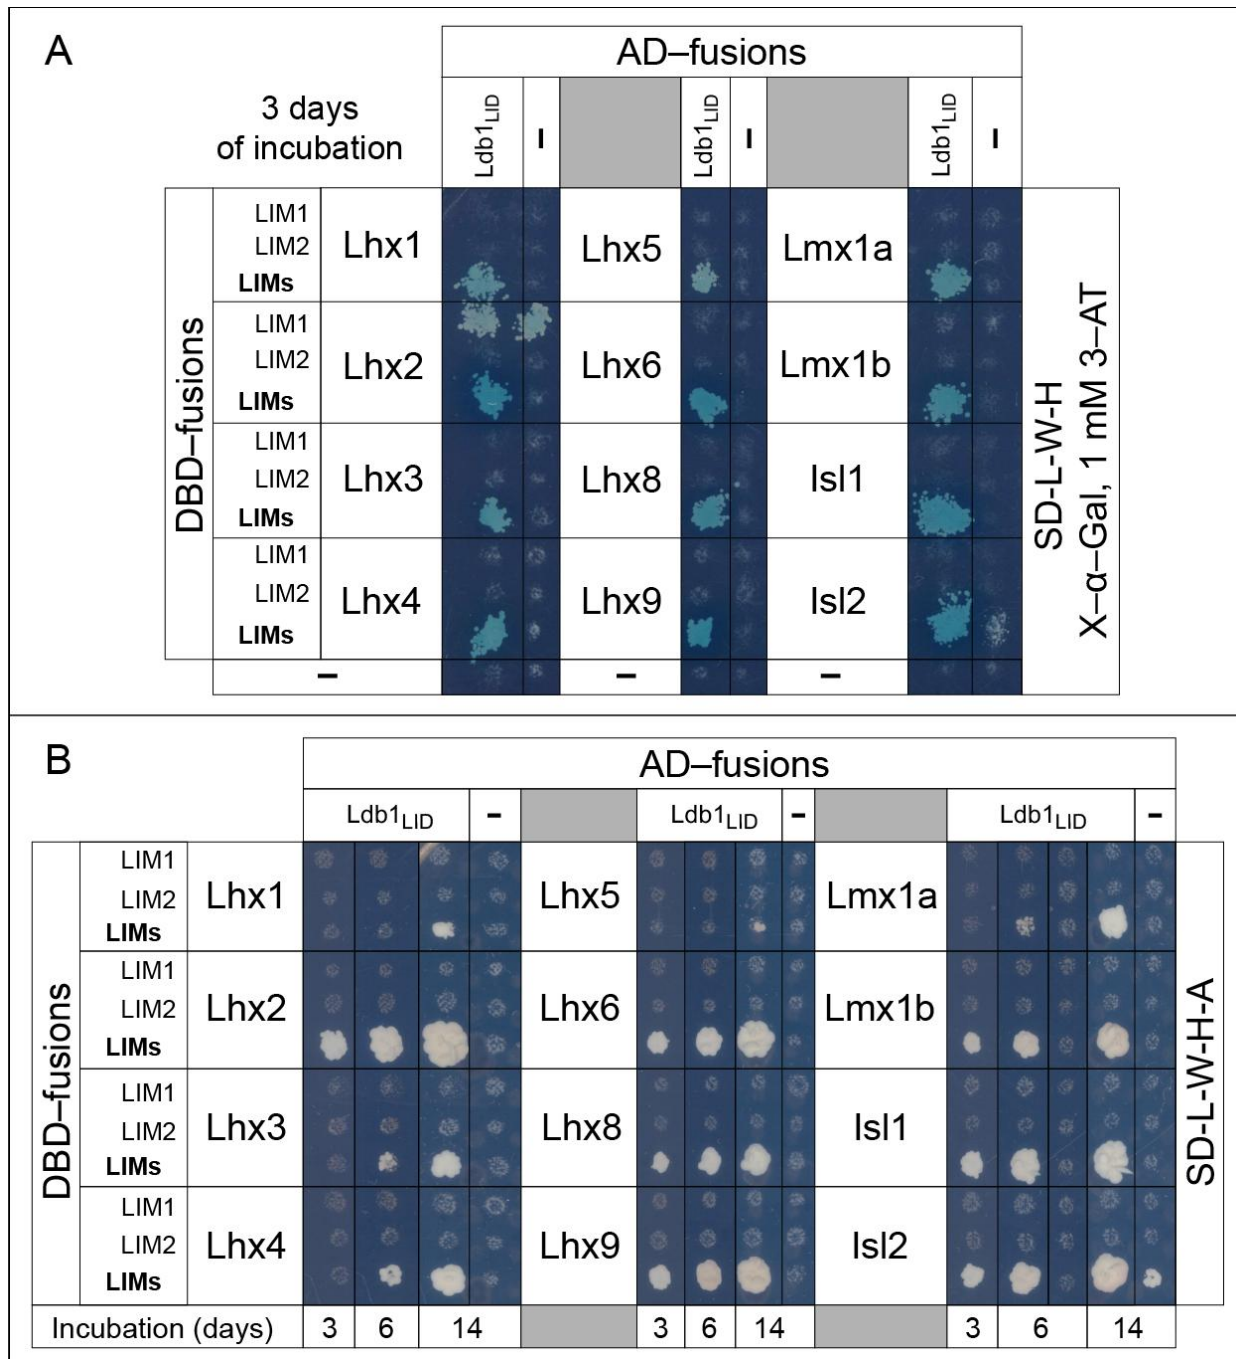 A
AD–fusions
3 days
of incubation
Ldb1LID
–
Ldb1LID
–
Ldb1LID
–
DBD–fusions
LIM1
LIM2
LIMs
Lhx1
Lhx5
Lmx1a
LIM1
LIM2
LIMs
Lhx2
Lhx6
Lmx1b
LIM1
LIM2
LIMs
Lhx3
Lhx8
Isl1
LIM1
LIM2
LIMs
Lhx4
Lhx9
Isl2
– – –
SD-L-W-H
X–α–Gal, 1 mM 3–AT
B
AD–fusions
Ldb1LID – Ldb1LID – Ldb1LID –
DBD–fusions
LIM1
LIM2
LIMs
Lhx1
Lhx5
Lmx1a
LIM1
LIM2
LIMs
Lhx2
Lhx6
Lmx1b
LIM1
LIM2
LIMs
Lhx3
Lhx8
Isl1
LIM1
LIM2
LIMs
Lhx4
Lhx9
Isl2
SD-L-W-H-A
Incubation (days) 3 6 14 3 6 14 3 6 14